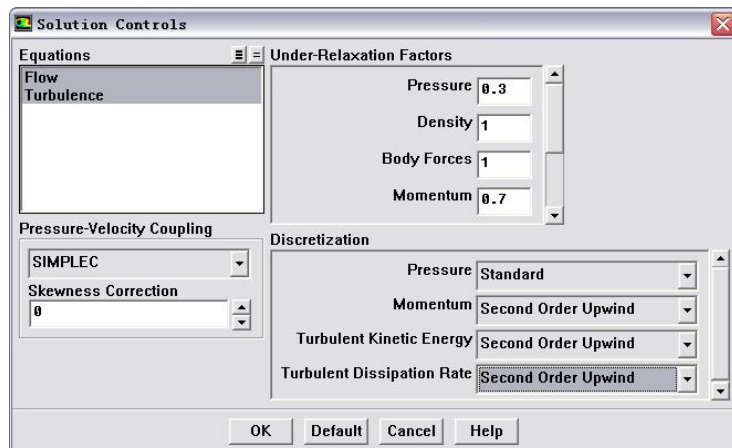 Solution Controls
Equations
Flow
Turbulence
Pressure-Velocity Coupling
SIMPLEC
Skewness Correction
0
Under-Relaxation Factors
Pressure 0.3
Density 1
Body Forces 1
Momentum 0.7
Discretization
Pressure Standard
Momentum Second Order Upwind
Turbulent Kinetic Energy Second Order Upwind
Turbulent Dissipation Rate Second Order Upwind
OK Default Cancel Help